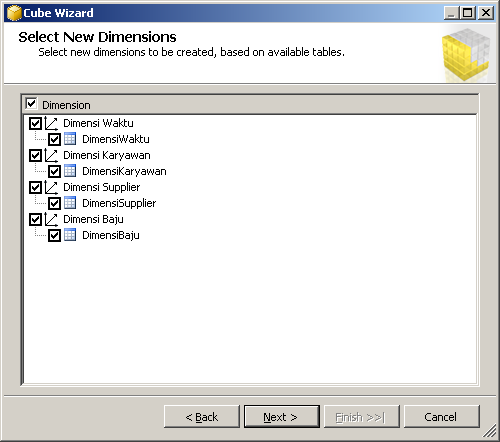 Cube Wizard
Select New Dimensions
Select new dimensions to be created, based on available tables.
Dimension
Dimensi Waktu
DimensiWaktu
Dimensi Karyawan
DimensiKaryawan
Dimensi Supplier
DimensiSupplier
Dimensi Baju
DimensiBaju
< Back Next > Finish >>| Cancel